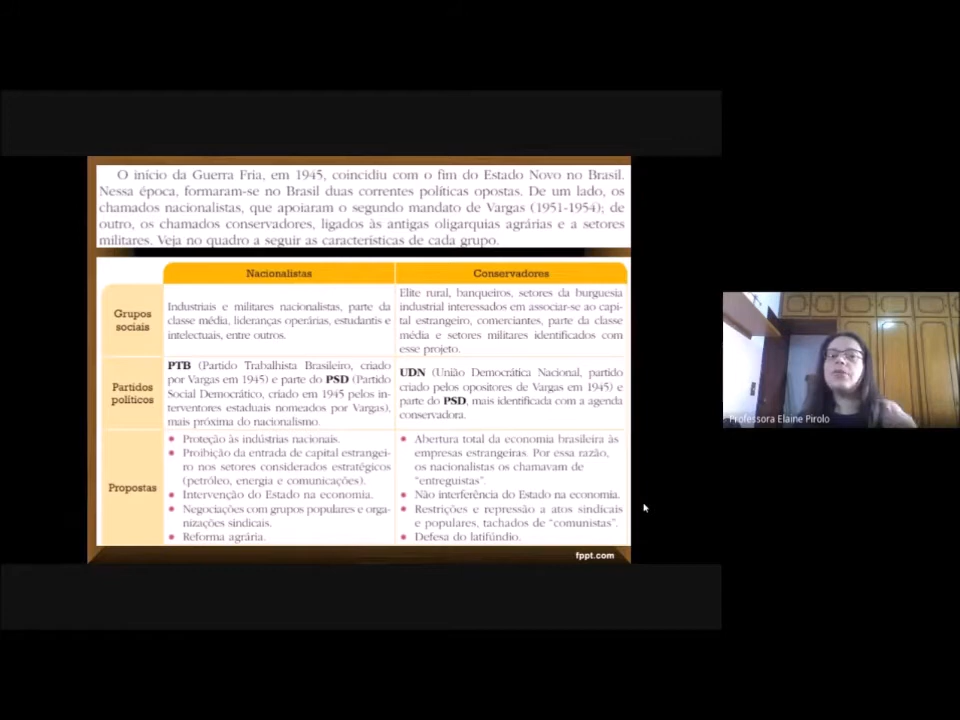 O início da Guerra Fria, em 1945, coincidiu com o fim do Estado Novo no Brasil.
Nessa época, formaram-se no Brasil duas correntes políticas opostas. De um lado, os
chamados nacionalistas, que apoiaram o segundo mandato de Vargas (1951-1954); de
outro, os chamados conservadores, ligados às antigas oligarquias agrárias e a setores
militares. Veja no quadro a seguir as características de cada grupo.
Nacionalistas
Conservadores
Grupos
sociais
Industriais e militares nacionalistas, parte da
classe média, lideranças operárias, estudantis e
intelectuais, entre outros.
Elite rural, banqueiros, setores da burguesia
industrial interessados em associar-se ao capi-
tal estrangeiro, comerciantes, parte da classe
média e setores militares identificados com
esse projeto.
Partidos
políticos
PTB (Partido Trabalhista Brasileiro, criado
por Vargas em 1945) e parte do PSD (Partido
Social Democrático, criado em 1945 pelos in-
terventores estaduais nomeados por Vargas),
mais próxima do nacionalismo.
UDN (União Democrática Nacional, partido
criado pelos opositores de Vargas em 1945) e
parte do PSD, mais identificada com a agenda
conservadora.
Propostas
• Proteção às indústrias nacionais.
• Proibição da entrada de capital estrangei-
ro nos setores considerados estratégicos
(petróleo, energia e comunicações).
• Intervenção do Estado na economia.
• Negociações com grupos populares e orga-
nizações sindicais.
• Reforma agrária.
• Abertura total da economia brasileira às
empresas estrangeiras. Por essa razão,
os nacionalistas os chamavam de
“entreguistas”.
• Não interferência do Estado na economia.
• Restrições e repressão a atos sindicais
e populares, tachados de “comunistas”.
• Defesa do latifúndio.
fppt.com
Professora Elaine Pirolo